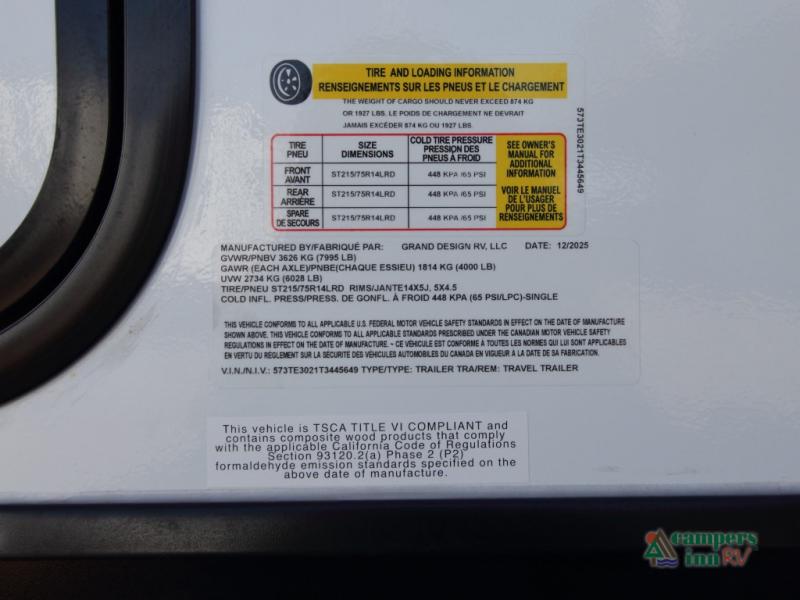 TIRE AND LOADING INFORMATION
RENSEIGNEMENTS SUR LES PNEUS ET LE CHARGEMENT
THE WEIGHT OF CARGO SHOULD NEVER EXCEED 874 KG
OR 1927 LBS. LE POIDS DE CHARGEMENT NE DEVRAIT
JAMAIS EXCÉDER 874 KG OU 1927 LBS.
TIRE PNEU SIZE DIMENSIONS COLD TIRE PRESSURE PRESSION DES PNEUS À FROID
FRONT AVANT ST215/75R14LRD 448 KPA /65 PSI
REAR ARRIÈRE ST215/75R14LRD 448 KPA /65 PSI
SPARE DE SECOURS ST215/75R14LRD 448 KPA /65 PSI
SEE OWNER'S
MANUAL FOR
ADDITIONAL
INFORMATION
VOIR LE MANUEL
DE L'USAGER
POUR PLUS DE
RENSEIGNEMENTS
573TE3021T3445649
MANUFACTURED BY/FABRIQUÉ PAR: GRAND DESIGN RV, LLC DATE: 12/2025
GVWR/PNBV 3626 KG (7995 LB)
GAWR (EACH AXLE)/PNBE(CHAQUE ESSIEU) 1814 KG (4000 LB)
UVW 2734 KG (6028 LB)
TIRE/PNEU ST215/75R14LRD RIMS/JANTE14X5J, 5X4.5
COLD INFL. PRESS/PRESS. DE GONFL. À FROID 448 KPA (65 PSI/LPC)-SINGLE
THIS VEHICLE CONFORMS TO ALL APPLICABLE U.S. FEDERAL MOTOR VEHICLE SAFETY STANDARDS IN EFFECT ON THE DATE OF MANUFACTURE
SHOWN ABOVE. THIS VEHICLE CONFORMS TO ALL APPLICABLE STANDARDS PRESCRIBED UNDER THE CANADIAN MOTOR VEHICLE SAFETY
REGULATIONS IN EFFECT ON THE DATE OF MANUFACTURE. ~ CE VÉHICULE EST CONFORME À TOUTES LES NORMES QUI LUI SONT APPLICABLES
EN VERTU DU RÈGLEMENT SUR LA SÉCURITÉ DES VÉHICULES AUTOMOBILES DU CANADA EN VIGUEUR A LA DATE DE SA FABRICATION.
V.I.N./N.I.V.: 573TE3021T3445649 TYPE/TYPE: TRAILER TRA/REM: TRAVEL TRAILER
This vehicle is TSCA TITLE VI COMPLIANT and
contains composite wood products that comply
with the applicable California Code of Regulations
Section 93120.2(a) Phase 2 (P2)
formaldehyde emission standards specified on the
above date of manufacture.
campers
inn RV